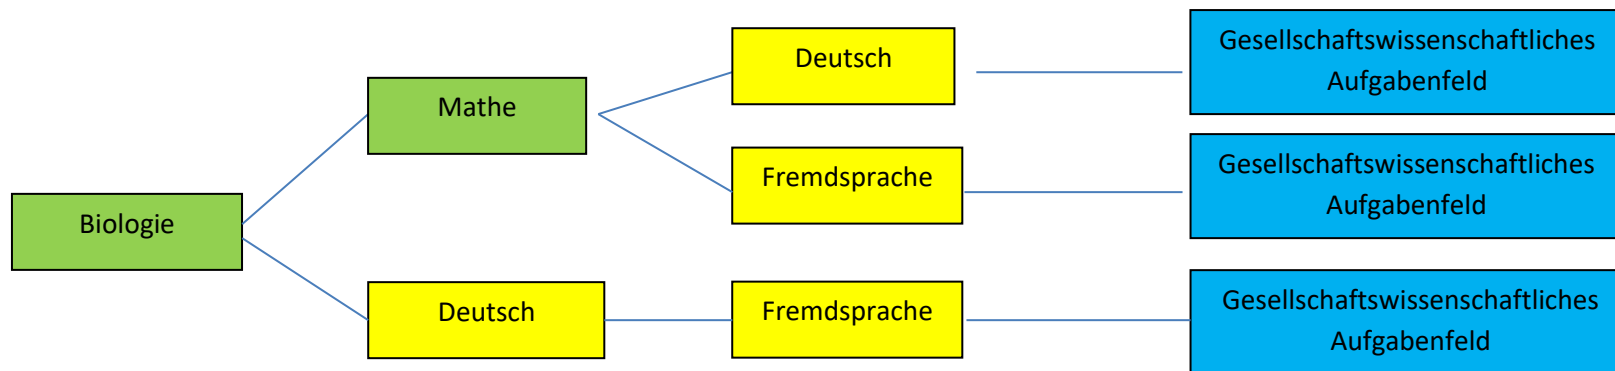 Deutsch
Gesellschaftswissenschaftliches
Aufgabenfeld
Mathe
Fremdsprache
Gesellschaftswissenschaftliches
Aufgabenfeld
Biologie
Deutsch
Fremdsprache
Gesellschaftswissenschaftliches
Aufgabenfeld